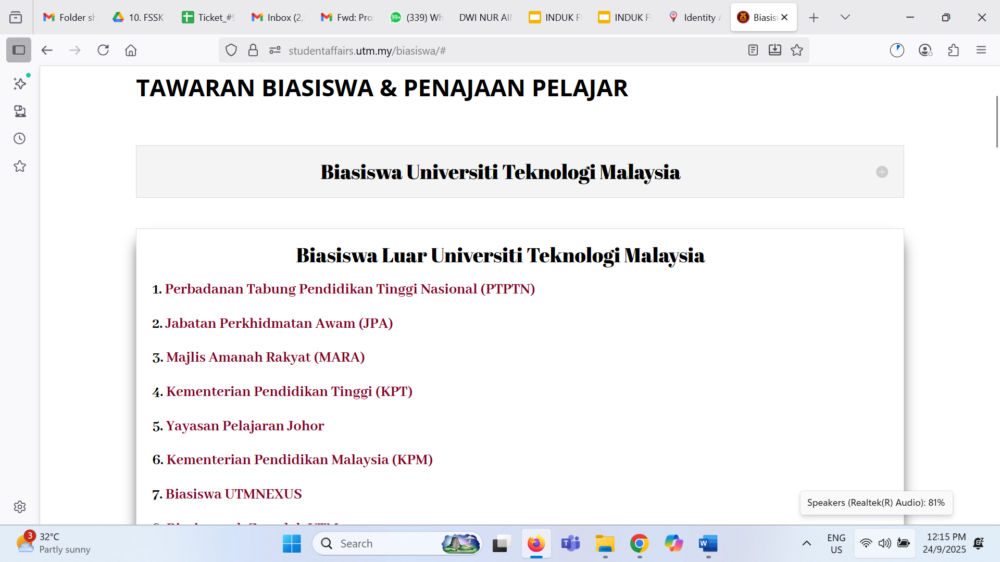 Folder sh
10. FSSK
Ticket_#
Inbox (2,
Fwd: Pro
99+
(339) Wh
DWI NUR AI
INDUK F
INDUK F
Identity
Biasis
studentaffairs.utm.my/biasiswa/#
TAWARAN BIASISWA & PENAJAAN PELAJAR
Biasiswa Universiti Teknologi Malaysia
Biasiswa Luar Universiti Teknologi Malaysia
1. Perbadanan Tabung Pendidikan Tinggi Nasional (PTPTN)
2. Jabatan Perkhidmatan Awam (JPA)
3. Majlis Amanah Rakyat (MARA)
4. Kementerian Pendidikan Tinggi (KPT)
5. Yayasan Pelajaran Johor
6. Kementerian Pendidikan Malaysia (KPM)
7. Biasiswa UTMNEXUS
Speakers (Realtek(R) Audio): 81%
3
32°C
Partly sunny
Search
ENG
US
12:15 PM
24/9/2025